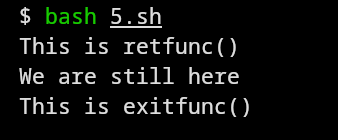 $ bash 5.sh
This is retfunc()
We are still here
This is exitfunc()